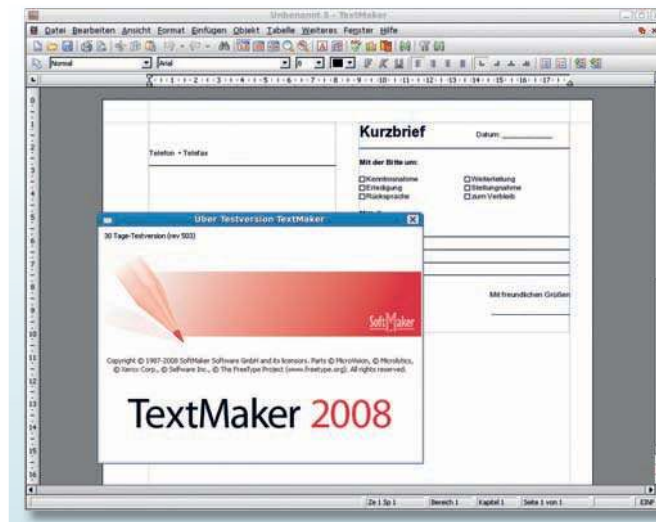 Unbenannt 5 - TextMaker
Datei Bearbeiten Ansicht Format Einfügen Objekt Tabelle Weiteres Fenster Hilfe
Normal Arial
Kurzbrief Datum:
Telefon • Telefax
Mit der Bitte um:
Kenntnisnahme Weiterleitung
Erledigung Stellungnahme
Rücksprache zum Verbleib
Über Testversion TextMaker
30 Tage-Testversion (rev 503)
Mit freundlichen Grüßen
SoftMaker
Copyright © 1987-2008 SoftMaker Software GmbH and its licensors. Parts © MicroVision, © Microlytics,
© Xerox Corp., © Selfware Inc., © The FreeType Project (www.freetype.org). All rights reserved.
TextMaker 2008
Ze 1 Sp 1 Bereich 1 Kapitel 1 Seite 1 von 1 EINF